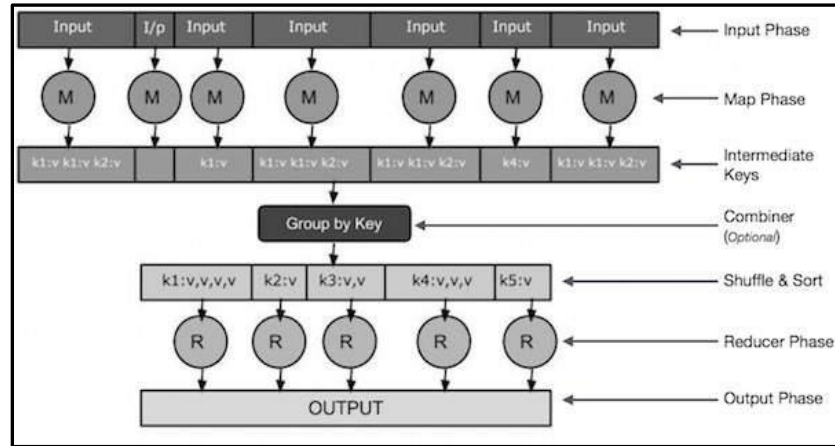 Input I/p Input Input Input Input Input Input Phase
M M M M M M M Map Phase
k1:v k1:v k2:v k1:v k1:v k1:v k2:v k1:v k1:v k2:v k4:v k1:v k1:v k2:v Intermediate
Keys
Group by Key Combiner
(Optional)
k1:v,v,v,v k2:v k3:v,v k4:v,v,v k5:v Shuffle & Sort
R R R R R Reducer Phase
OUTPUT Output Phase